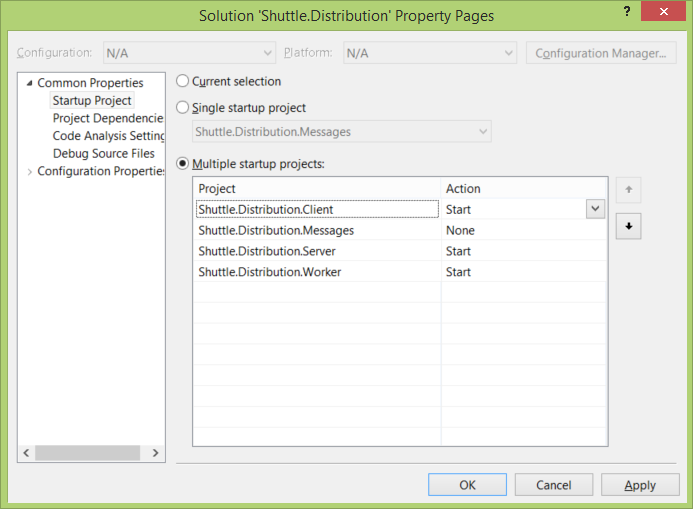 Solution 'Shuttle.Distribution' Property Pages
?
Configuration: N/A Platform: N/A Configuration Manager...
Common Properties
Startup Project
Project Dependencie
Code Analysis Setting
Debug Source Files
Configuration Propertie
Current selection
Single startup project
Shuttle.Distribution.Messages
Multiple startup projects:
Project Action
Shuttle.Distribution.Client Start
Shuttle.Distribution.Messages None
Shuttle.Distribution.Server Start
Shuttle.Distribution.Worker Start
OK Cancel Apply